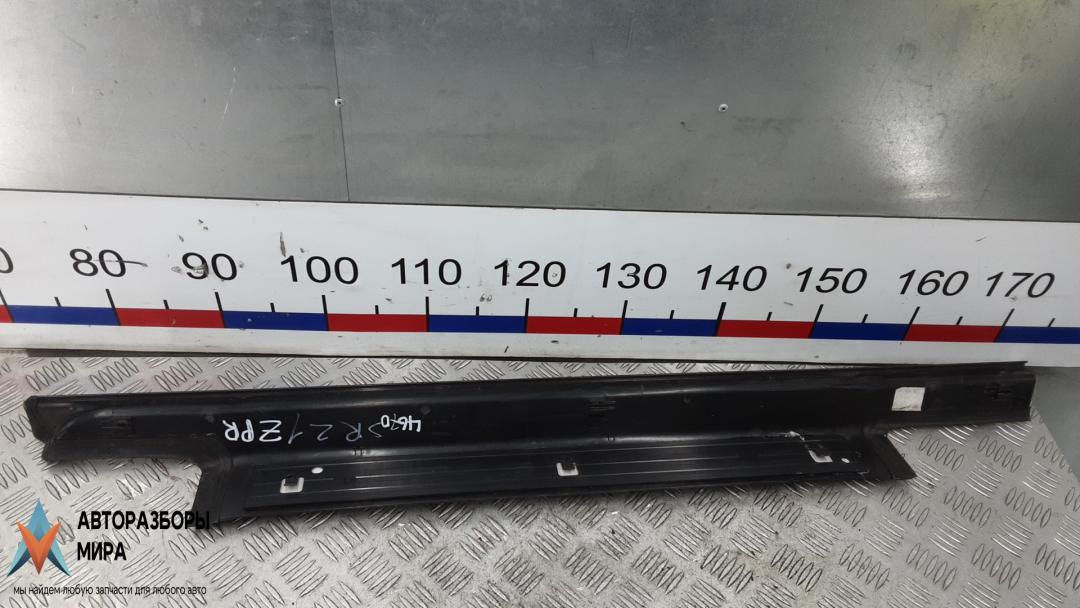 80 90 100 110 120 130 140 150 160 170
4670
SR21 ZPR
АВТОРАЗБОРЫ
МИРА
мы найдем любую запчасти для любого авто